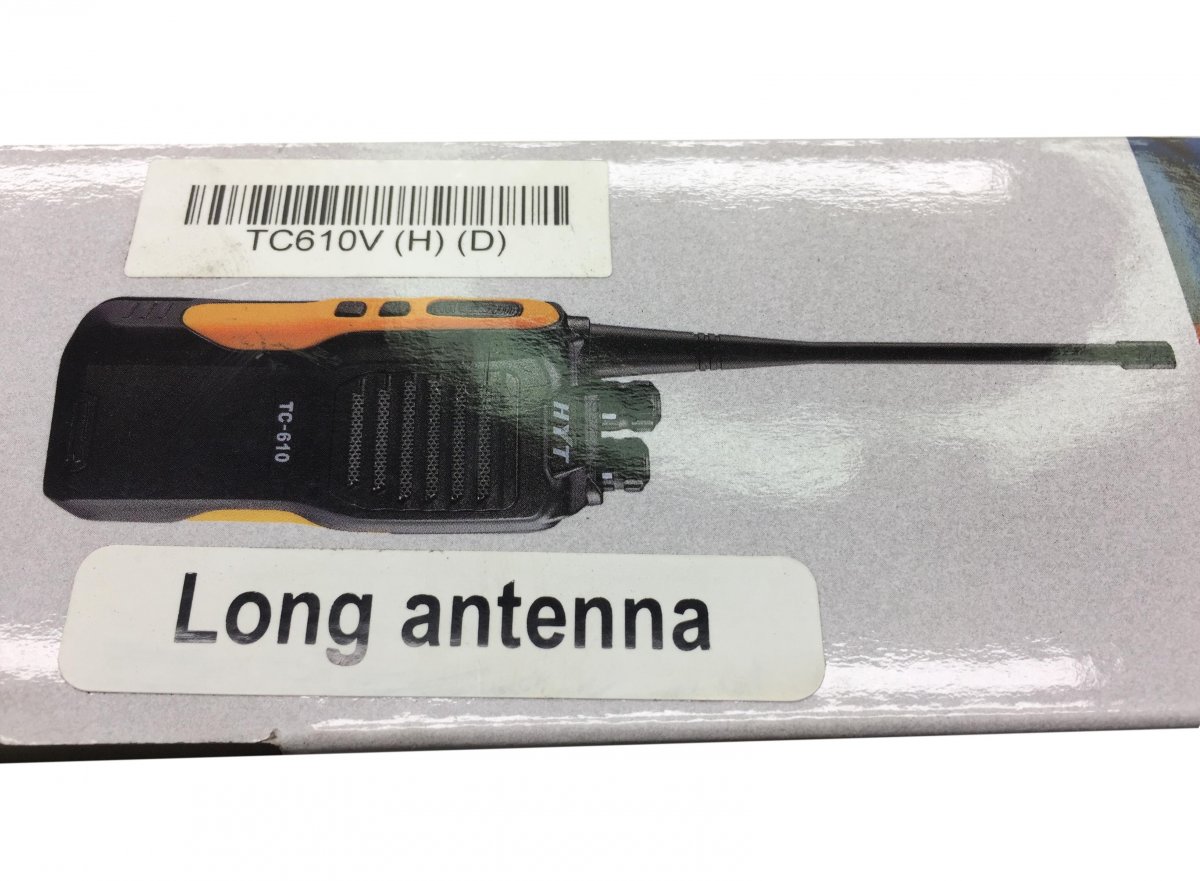 TC610V (H) (D)
TC-610
HYT
Long antenna